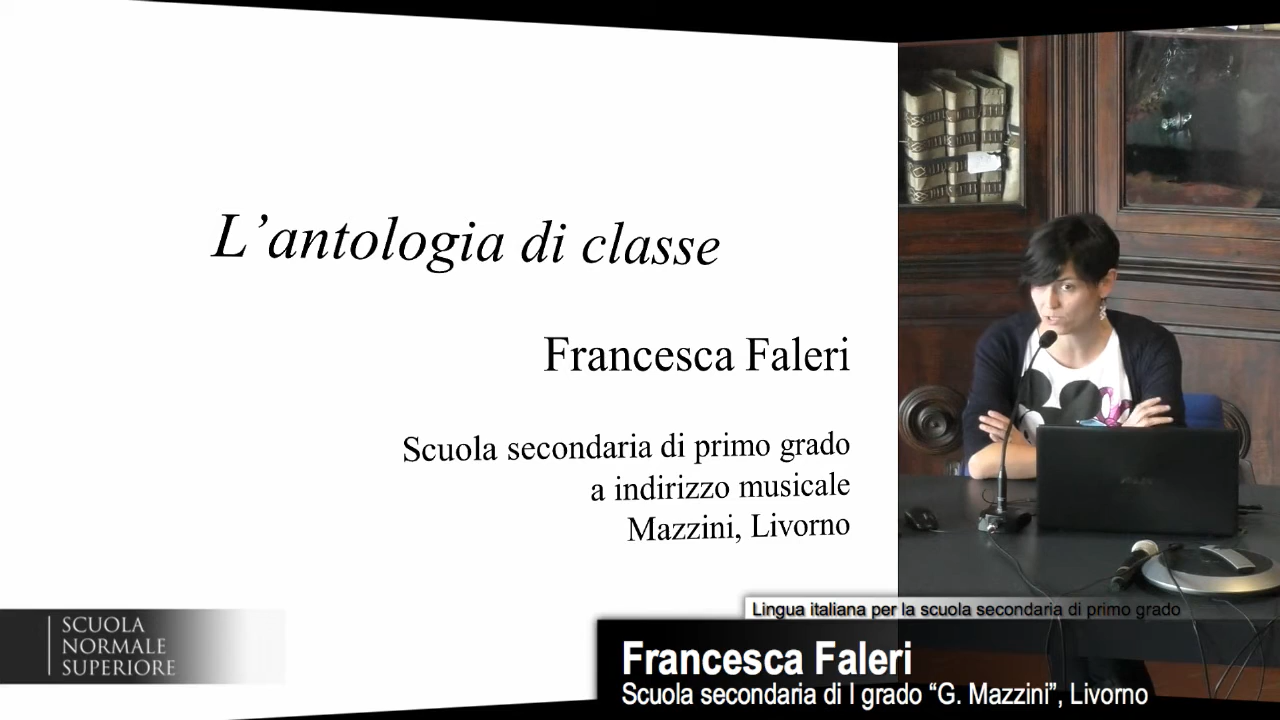 L’antologia di classe
Francesca Faleri
Scuola secondaria di primo grado
a indirizzo musicale
Mazzini, Livorno
SCUOLA
NORMALE
SUPERIORE
Lingua italiana per la scuola secondaria di primo grado
Francesca Faleri
Scuola secondaria di I grado “G. Mazzini”, Livorno